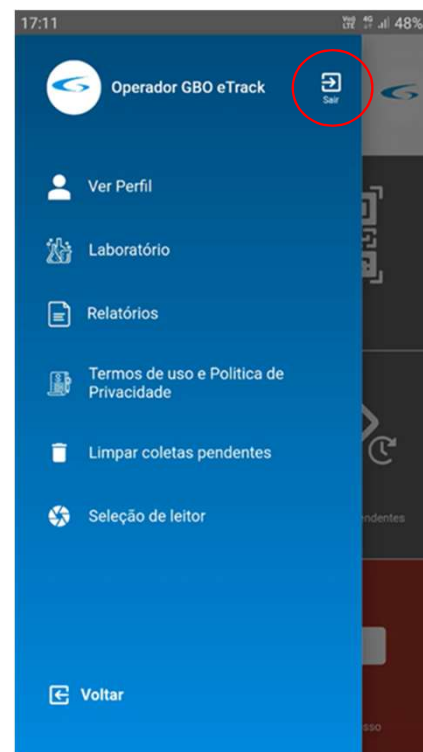 17:11 48%
Operador GBO eTrack
Sair
Ver Perfil
Laboratório
Relatórios
Termos de uso e Politica de
Privacidade
Limpar coletas pendentes
endentes
Seleção de leitor
Voltar
sso